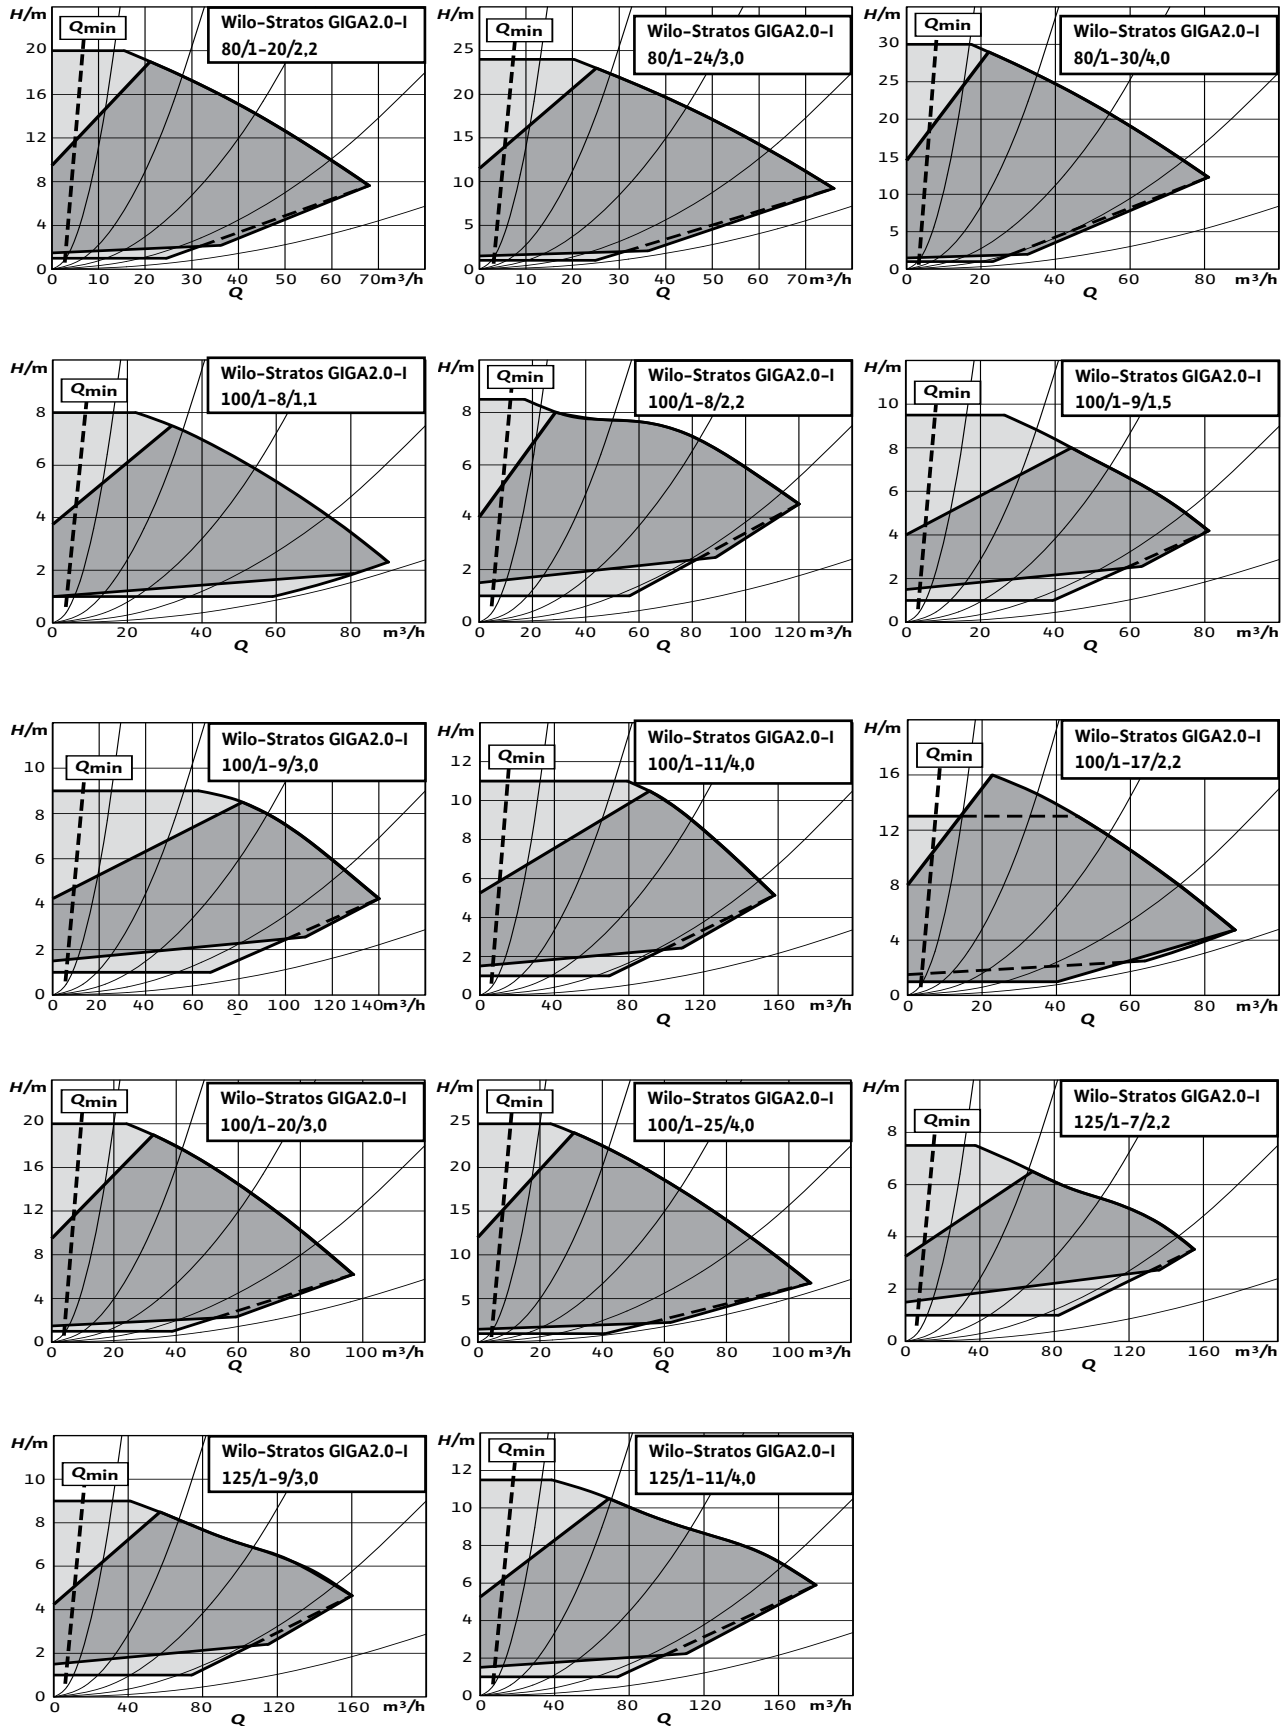 Qmin
Wilo-Stratos GIGA2.0-I
80/1-20/2,2
20
16
12
8
4
0
0 10 20 30 40 50 60 70 m³/h
Q
Qmin
Wilo-Stratos GIGA2.0-I
80/1-24/3,0
25
20
15
10
5
0
0 10 20 30 40 50 60 70 m³/h
Q
Qmin
Wilo-Stratos GIGA2.0-I
80/1-30/4,0
30
25
20
15
10
5
0
0 20 40 60 80 m³/h
Q
H/m
Qmin
Wilo-Stratos GIGA2.0-I
100/1-8/1,1
8
6
4
2
0
0 20 40 60 80 m³/h
Q
H/m
Qmin
Wilo-Stratos GIGA2.0-I
100/1-8/2,2
8
6
4
2
0
0 20 40 60 80 100 120 m³/h
Q
H/m
Qmin
Wilo-Stratos GIGA2.0-I
100/1-9/1,5
10
8
6
4
2
0
0 20 40 60 80 m³/h
Q
H/m
Qmin
Wilo-Stratos GIGA2.0-I
100/1-9/3,0
10
8
6
4
2
0
0 20 40 60 80 100 120 140 m³/h
H/m
Qmin
Wilo-Stratos GIGA2.0-I
100/1-11/4,0
12
10
8
6
4
2
0
0 40 80 120 160 m³/h
Q
H/m
Qmin
Wilo-Stratos GIGA2.0-I
100/1-17/2,2
16
12
8
4
0
0 20 40 60 80 m³/h
Q
H/m
Qmin
Wilo-Stratos GIGA2.0-I
100/1-20/3,0
20
16
12
8
4
0
0 20 40 60 80 100 m³/h
Q
H/m
Qmin
Wilo-Stratos GIGA2.0-I
100/1-25/4,0
25
20
15
10
5
0
0 20 40 60 80 100 m³/h
Q
H/m
Qmin
Wilo-Stratos GIGA2.0-I
125/1-7/2,2
8
6
4
2
0
0 40 80 120 160 m³/h
Q
H/m
Qmin
Wilo-Stratos GIGA2.0-I
125/1-9/3,0
10
8
6
4
2
0
0 40 80 120 160 m³/h
Q
H/m
Qmin
Wilo-Stratos GIGA2.0-I
125/1-11/4,0
12
10
8
6
4
2
0
0 40 80 120 160 m³/h
Q